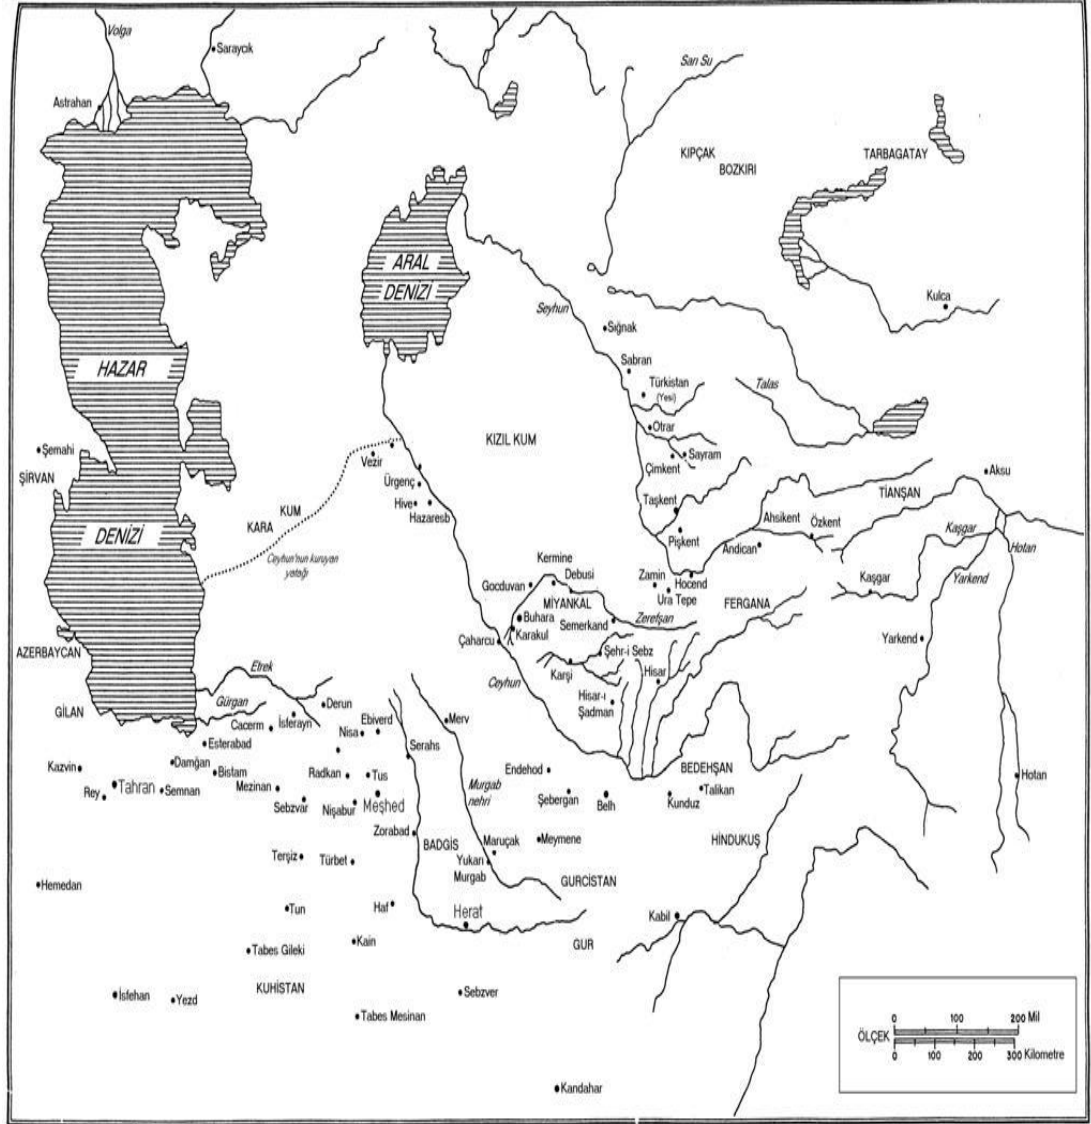 Volga
Saraycık
Astrahan
Sarı Su
KIPÇAK
BOZKIRI
TARBAGATAY
ARAL
DENİZİ
Seyhun
Kulca
Sığnak
HAZAR
Sabran
Türkistan
(Yesi)
Talas
Otrar
KIZIL KUM
Şemahi
ŞİRVAN
Vezir
Çimkent
Sayram
Aksu
Ürgenç
Hive
Hazaresb
KUM
KARA
Taşkent
TİANŞAN
DENİZİ
Ahsikent
Özkent
Pişkent
Andican
Kaşgar
Hotan
Ceyhun'nun kuruyan
yatağı
Kermine
Gocduvan
Debusi
Zamin
Hocend
Ura Tepe
FERGANA
Kaşgar
Yarkend
MİYANKAL
Buhara
Karakul
Semerkand
Zerefşan
Çaharcu
Yarkend
AZERBAYCAN
Şehr-i Sebz
Karşi
Hisar
Etrek
Ceyhun
Hisar-ı
Şadman
Gürgan
GİLAN
Derun
Cacerm
İsferayn
Ebiverd
Nisa
Merv
Esterabad
Serahs
Kazvin
Damğan
Bistam
Radkan
Tus
Endehod
BEDEHŞAN
Hotan
Rey
Tahran
Semnan
Mezinan
Sebzvar
Nişabur
Meşhed
Murgab
nehri
Şebergan
Belh
Kunduz
Talikan
Zorabad
BADGİS
Maruçak
Meymene
HİNDUKUŞ
Terşiz
Türbet
Yukarı
Murgab
GURCİSTAN
Hemedan
Tun
Haf
Herat
Kabil
Tabes Gileki
Kain
GUR
KUHİSTAN
İsfehan
Yezd
Sebzver
Tabes Mesinan
Kandahar
0 100 200 Mil
ÖLÇEK
0 100 200 300 Kilometre